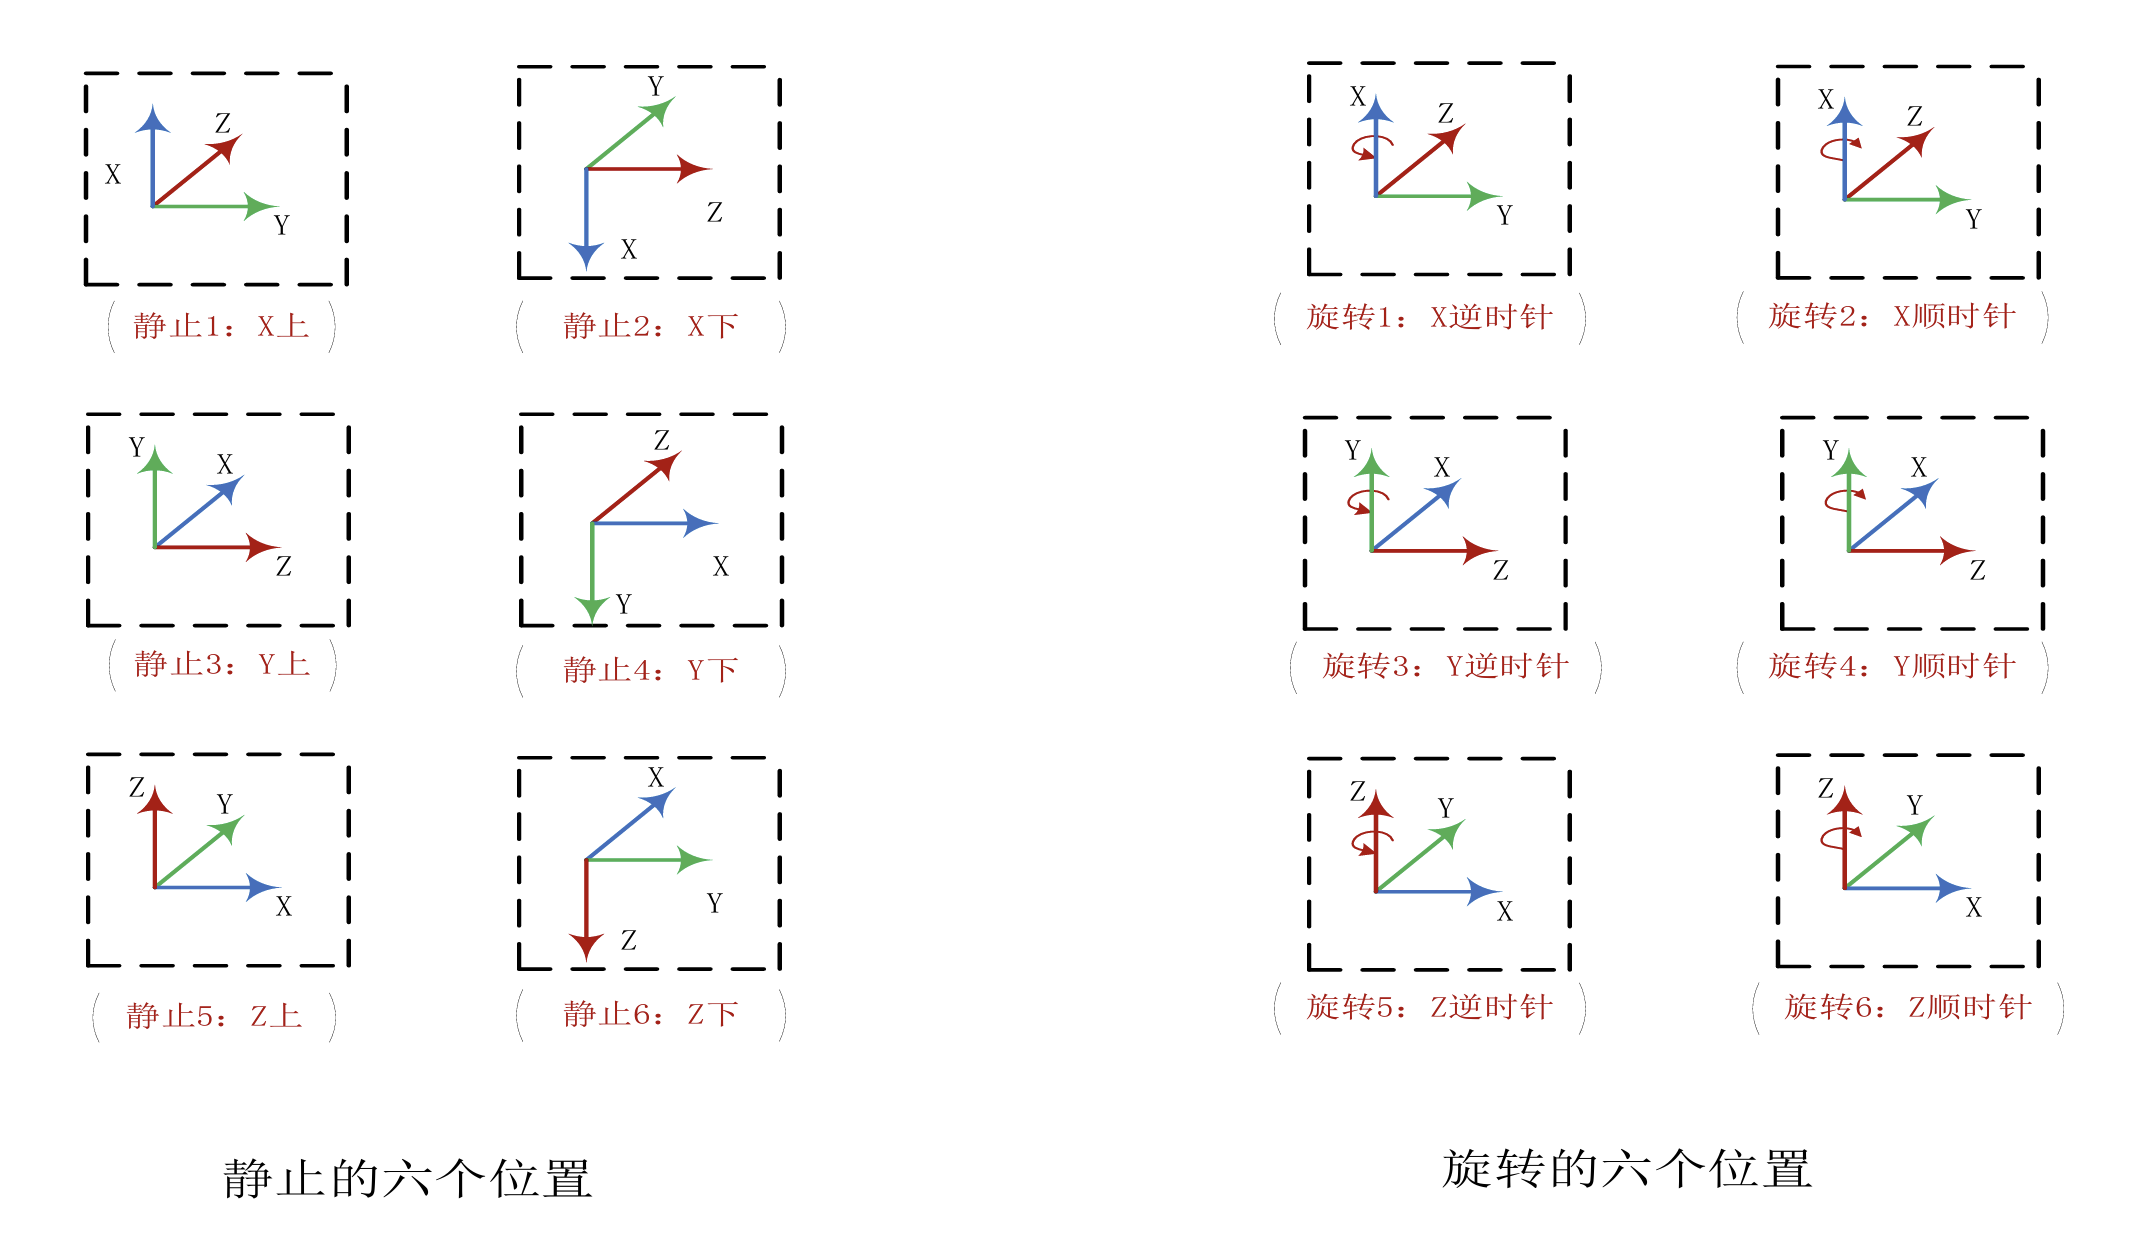 X
Z
Y
( 静止1：X上 )
Y
Z
X
( 静止2：X下 )
X
Z
Y
( 旋转1：X逆时针 )
X
Z
Y
( 旋转2：X顺时针 )
Y
X
Z
( 静止3：Y上 )
Z
X
Y
( 静止4：Y下 )
Y
X
Z
( 旋转3：Y逆时针 )
Y
X
Z
( 旋转4：Y顺时针 )
Z
Y
X
( 静止5：Z上 )
X
Y
Z
( 静止6：Z下 )
Z
Y
X
( 旋转5：Z逆时针 )
Z
Y
X
( 旋转6：Z顺时针 )
静止的六个位置
旋转的六个位置